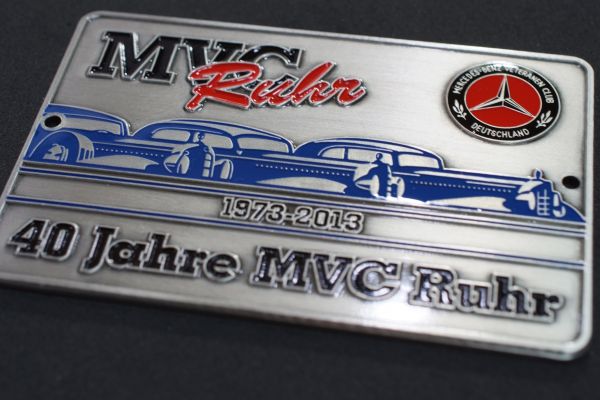 MVC
Ruhr
MERCEDES-BENZ VETERANEN CLUB
DEUTSCHLAND
1973-2013
40 Jahre MVC Ruhr